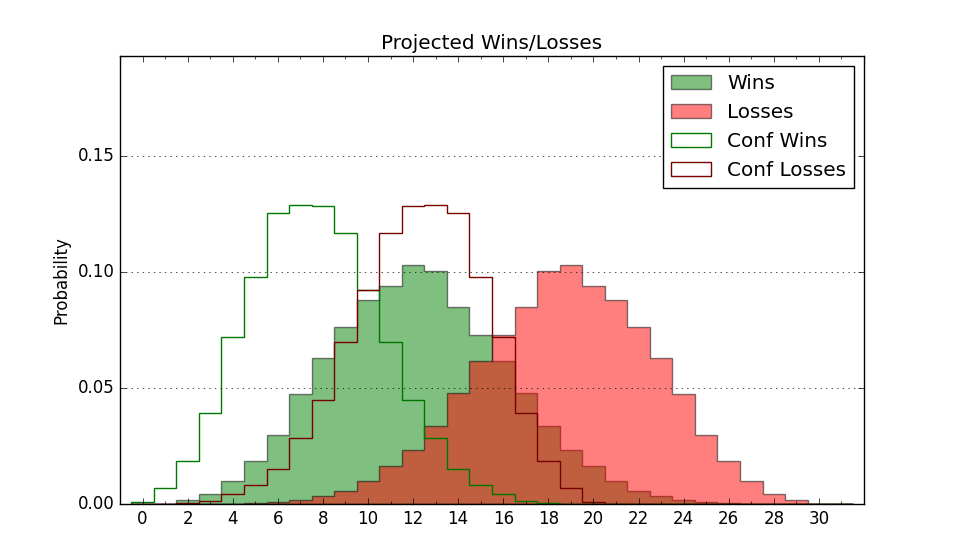 Projected Wins/Losses
Wins
Losses
Conf Wins
Conf Losses
0.15
0.10
0.05
0.00
Probability
0 2 4 6 8 10 12 14 16 18 20 22 24 26 28 30